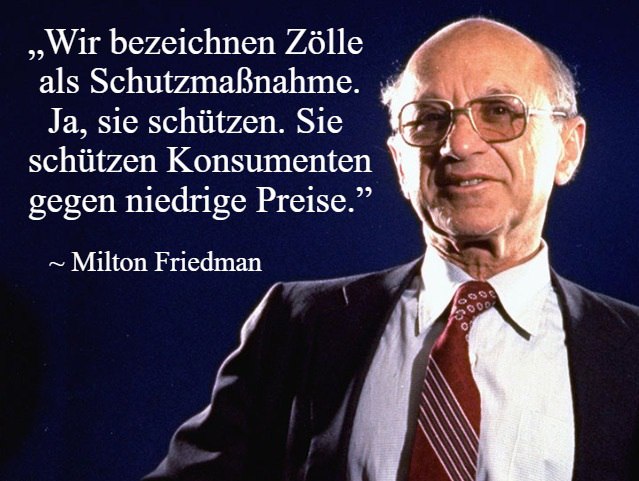 „Wir bezeichnen Zölle
als Schutzmaßnahme.
Ja, sie schützen. Sie
schützen Konsumenten
gegen niedrige Preise.”
~ Milton Friedman